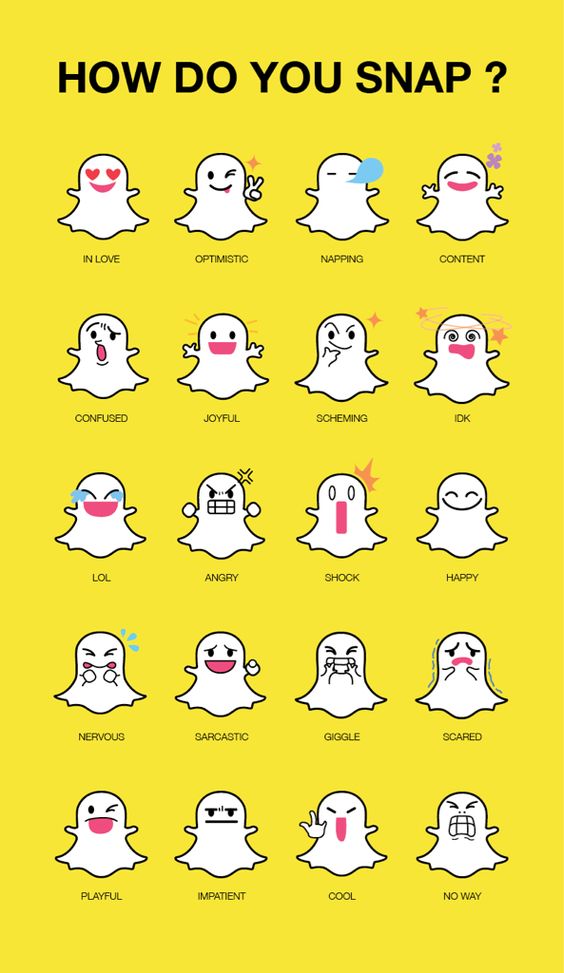 HOW DO YOU SNAP ?
IN LOVE OPTIMISTIC NAPPING CONTENT
CONFUSED JOYFUL SCHEMING IDK
LOL ANGRY SHOCK HAPPY
NERVOUS SARCASTIC GIGGLE SCARED
PLAYFUL IMPATIENT COOL NO WAY